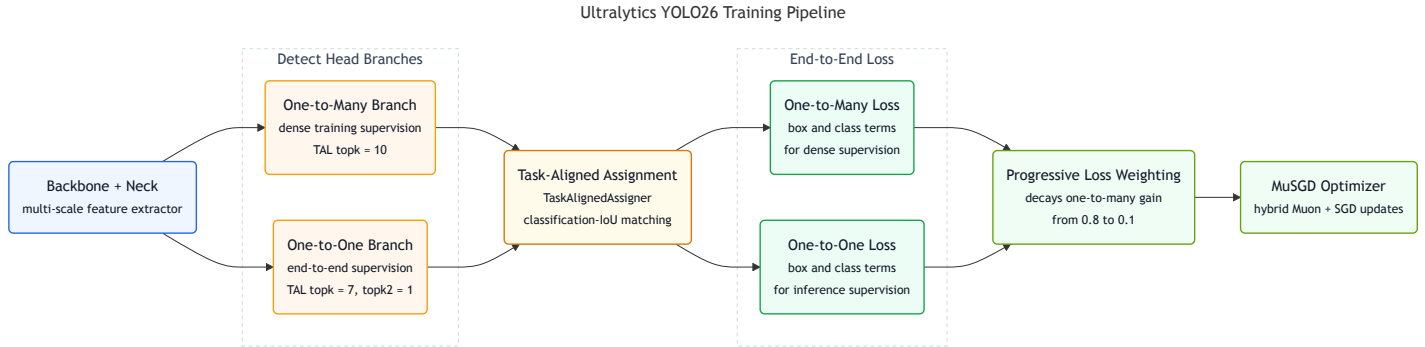 Ultralytics YOLO26 Training Pipeline
Detect Head Branches
End-to-End Loss
Backbone + Neck
multi-scale feature extractor
One-to-Many Branch
dense training supervision
TAL topk = 10
One-to-One Branch
end-to-end supervision
TAL topk = 7, topk2 = 1
Task-Aligned Assignment
TaskAlignedAssigner
classification-IoU matching
One-to-Many Loss
box and class terms
for dense supervision
One-to-One Loss
box and class terms
for inference supervision
Progressive Loss Weighting
decays one-to-many gain
from 0.8 to 0.1
MuSGD Optimizer
hybrid Muon + SGD updates